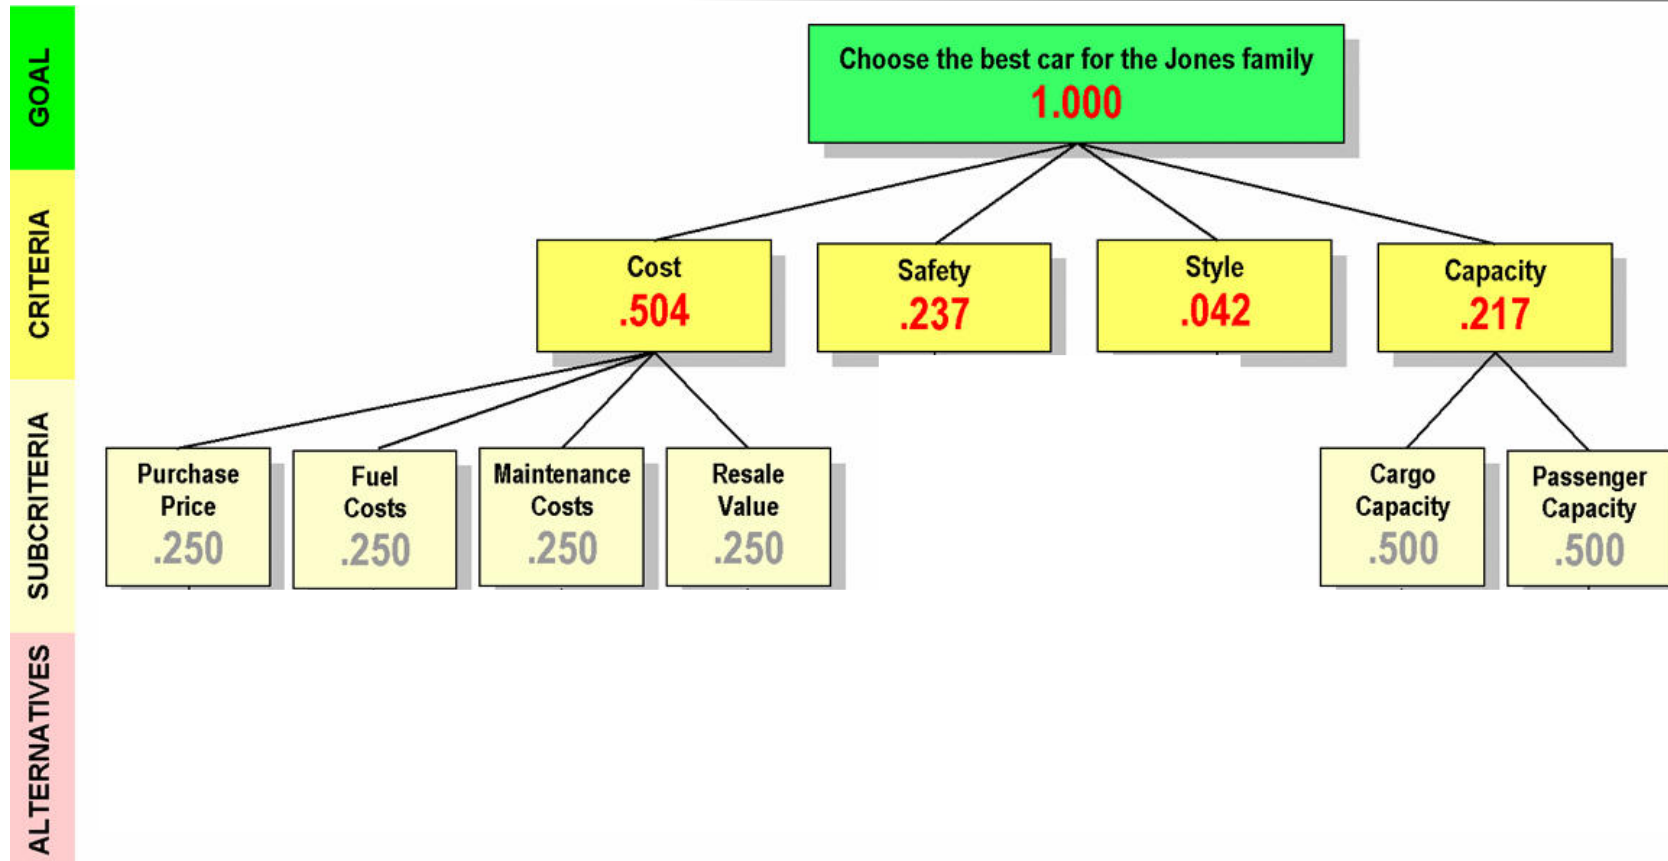 GOAL
Choose the best car for the Jones family
1.000
CRITERIA
Cost
.504
Safety
.237
Style
.042
Capacity
.217
SUBCRITERIA
Purchase
Price
.250
Fuel
Costs
.250
Maintenance
Costs
.250
Resale
Value
.250
Cargo
Capacity
.500
Passenger
Capacity
.500
ALTERNATIVES